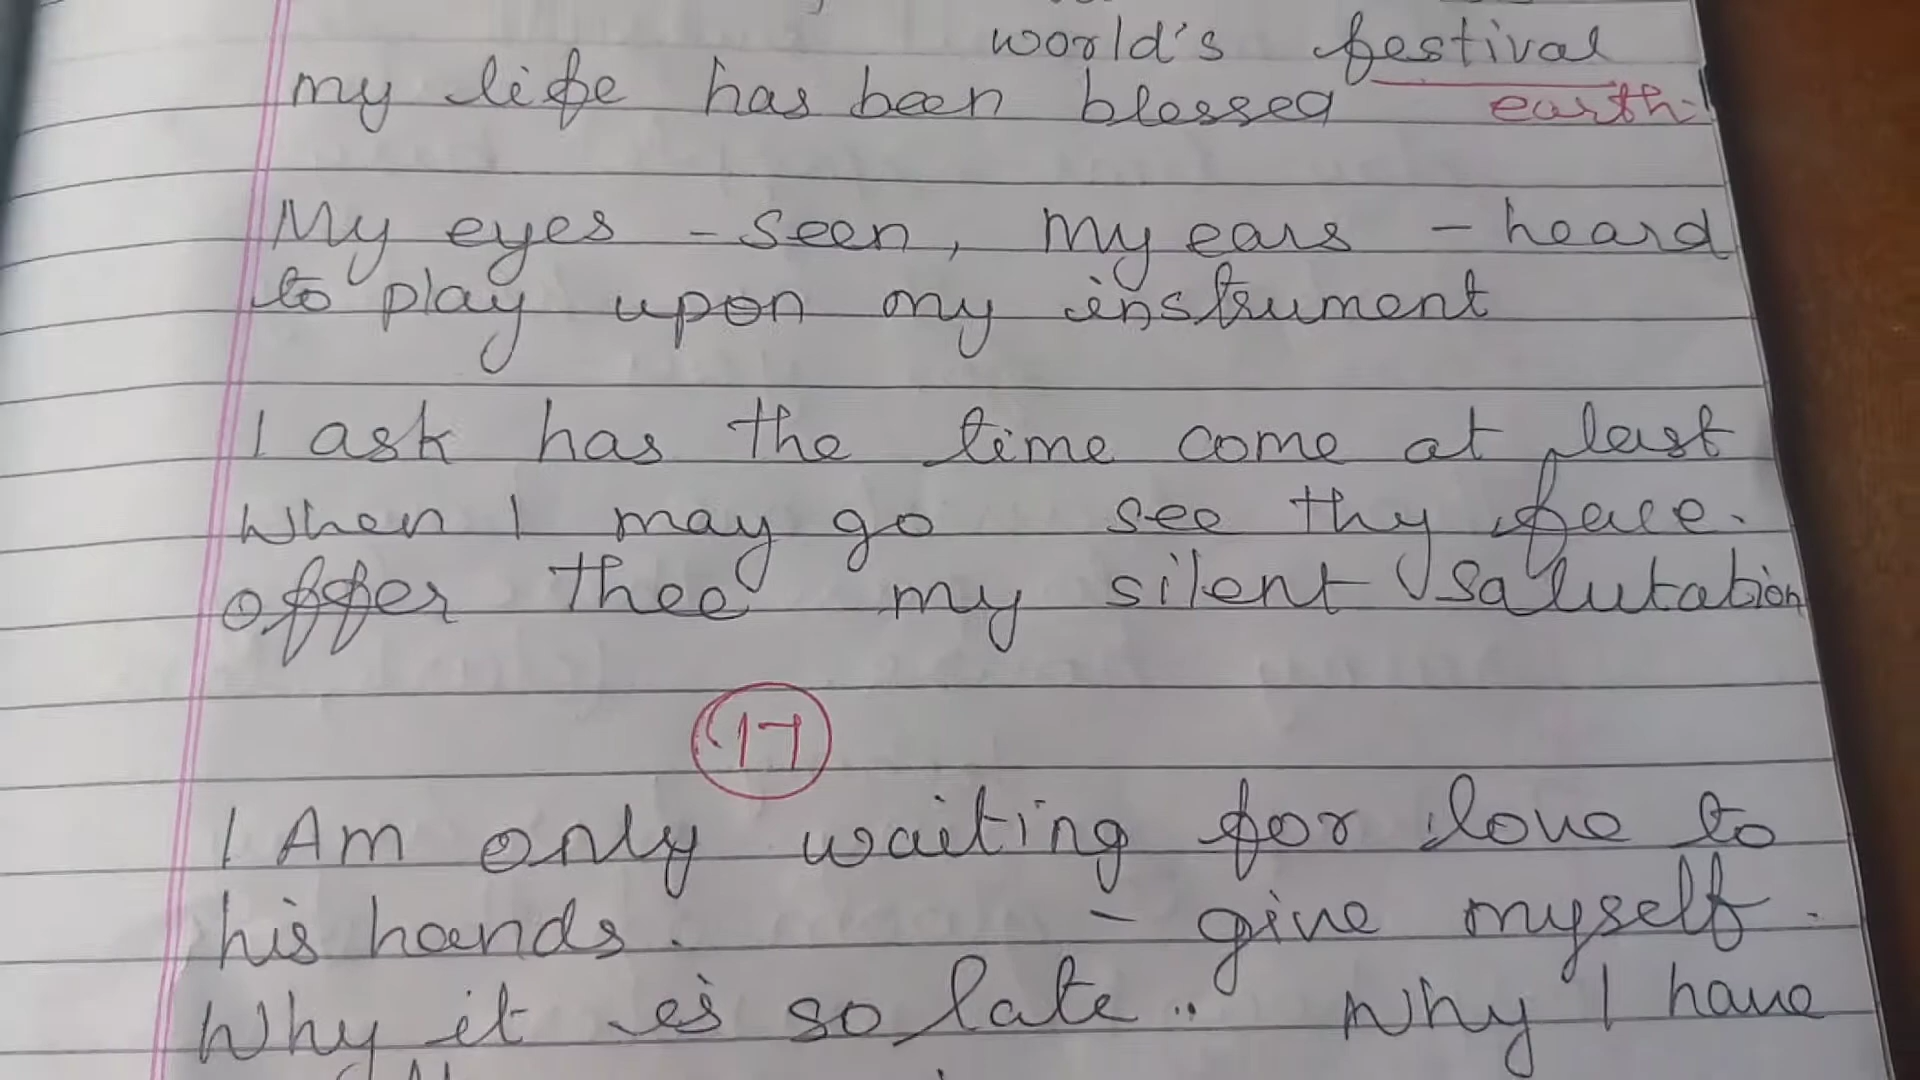 world's festival
my life has been blessed earth.
My eyes - seen, my ears - heard
to play upon my instrument
I ask has the time come at last
When I may go see thy face.
offer thee my silent salutation
17
I Am only waiting for love to
his hands. - give myself.
Why it is so late.. Why I have